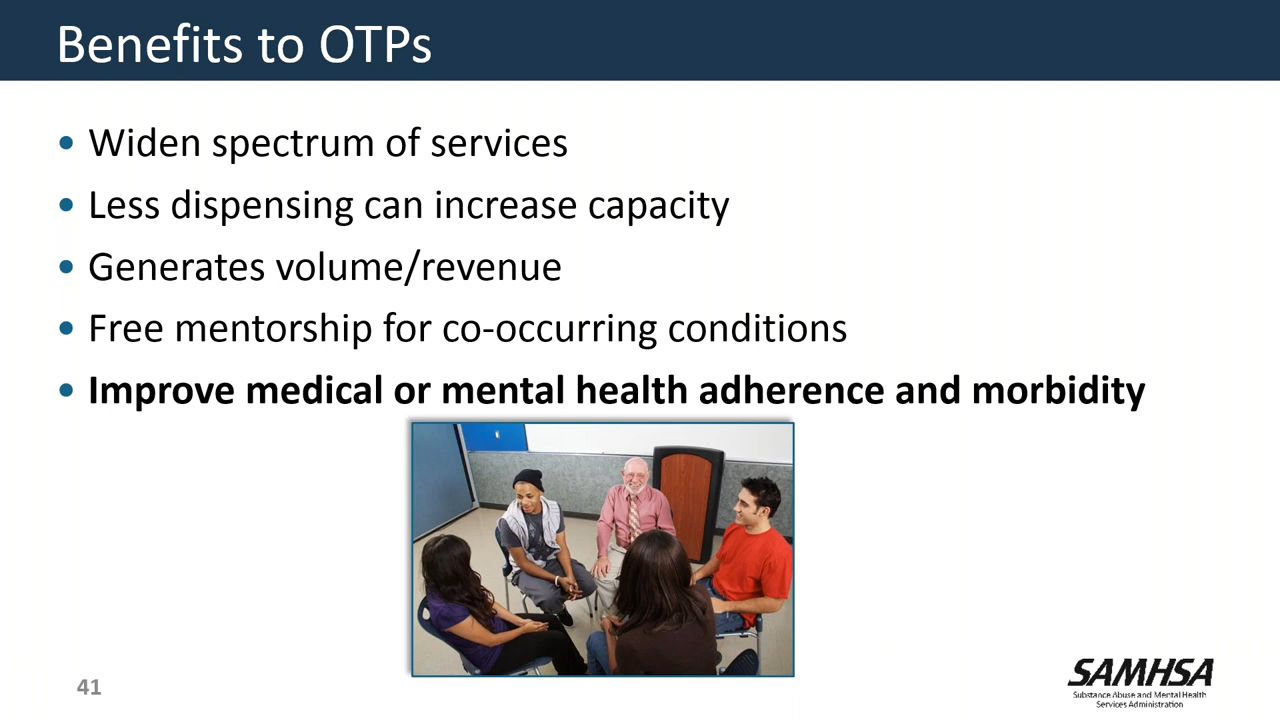 Benefits to OTPs
• Widen spectrum of services
• Less dispensing can increase capacity
• Generates volume/revenue
• Free mentorship for co-occurring conditions
• Improve medical or mental health adherence and morbidity
41
SAMHSA
Substance Abuse and Mental Health
Services Administration